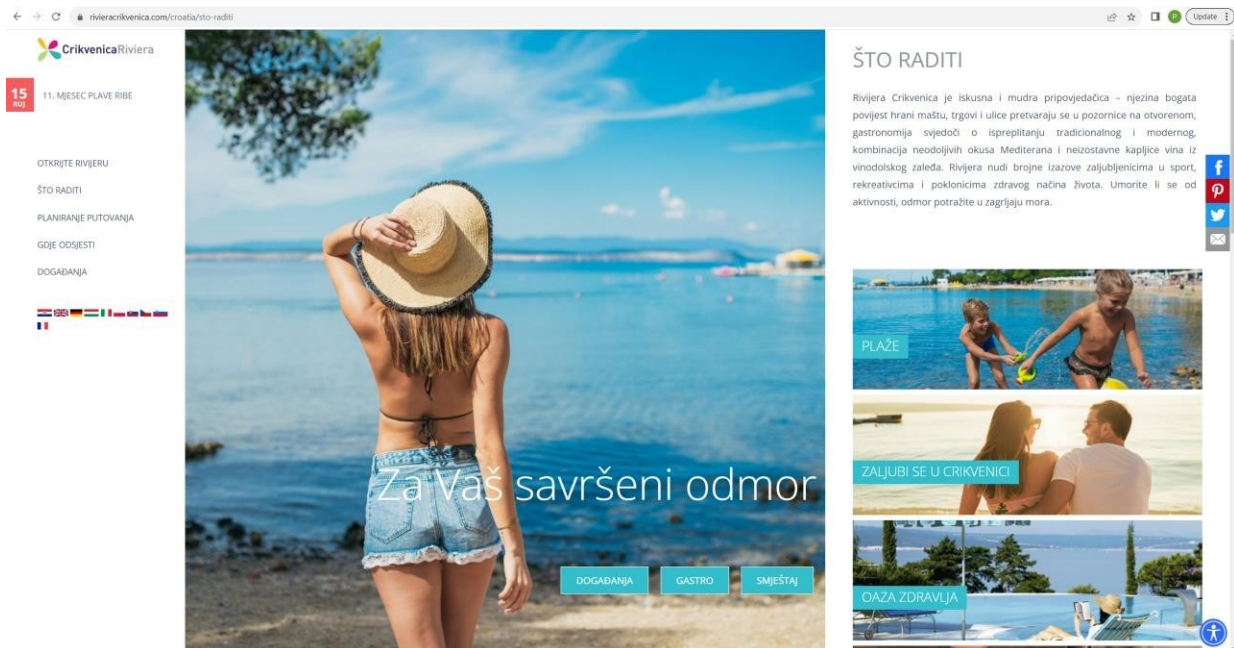 rivieracrikvenica.com/croatia/sto-raditi
Update
CrikvenicaRiviera
15
RUJ
11. MJESEC PLAVE RIBE
OTKRIJTE RIVIJERU
ŠTO RADITI
PLANIRANJE PUTOVANJA
GDJE ODSJESTI
DOGAĐANJA
Za Vaš savršeni odmor
DOGAĐANJA
GASTRO
SMJEŠTAJ
ŠTO RADITI
Rivijera Crikvenica je iskusna i mudra pripovjedačica – njezina bogata
povijest hrani maštu, trgovi i ulice pretvaraju se u pozornice na otvorenom,
gastronomija svjedoči o ispreplitanju tradicionalnog i modernog,
kombinacija neodoljivih okusa Mediterana i neizostavne kapljice vina iz
vinodolskog zaleđa. Rivijera nudi brojne izazove zaljubljenicima u sport,
rekreativcima i poklonicima zdravog načina života. Umorite li se od
aktivnosti, odmor potražite u zagrljaju mora.
PLAŽE
ZALJUBI SE U CRIKVENICI
OAZA ZDRAVLJA